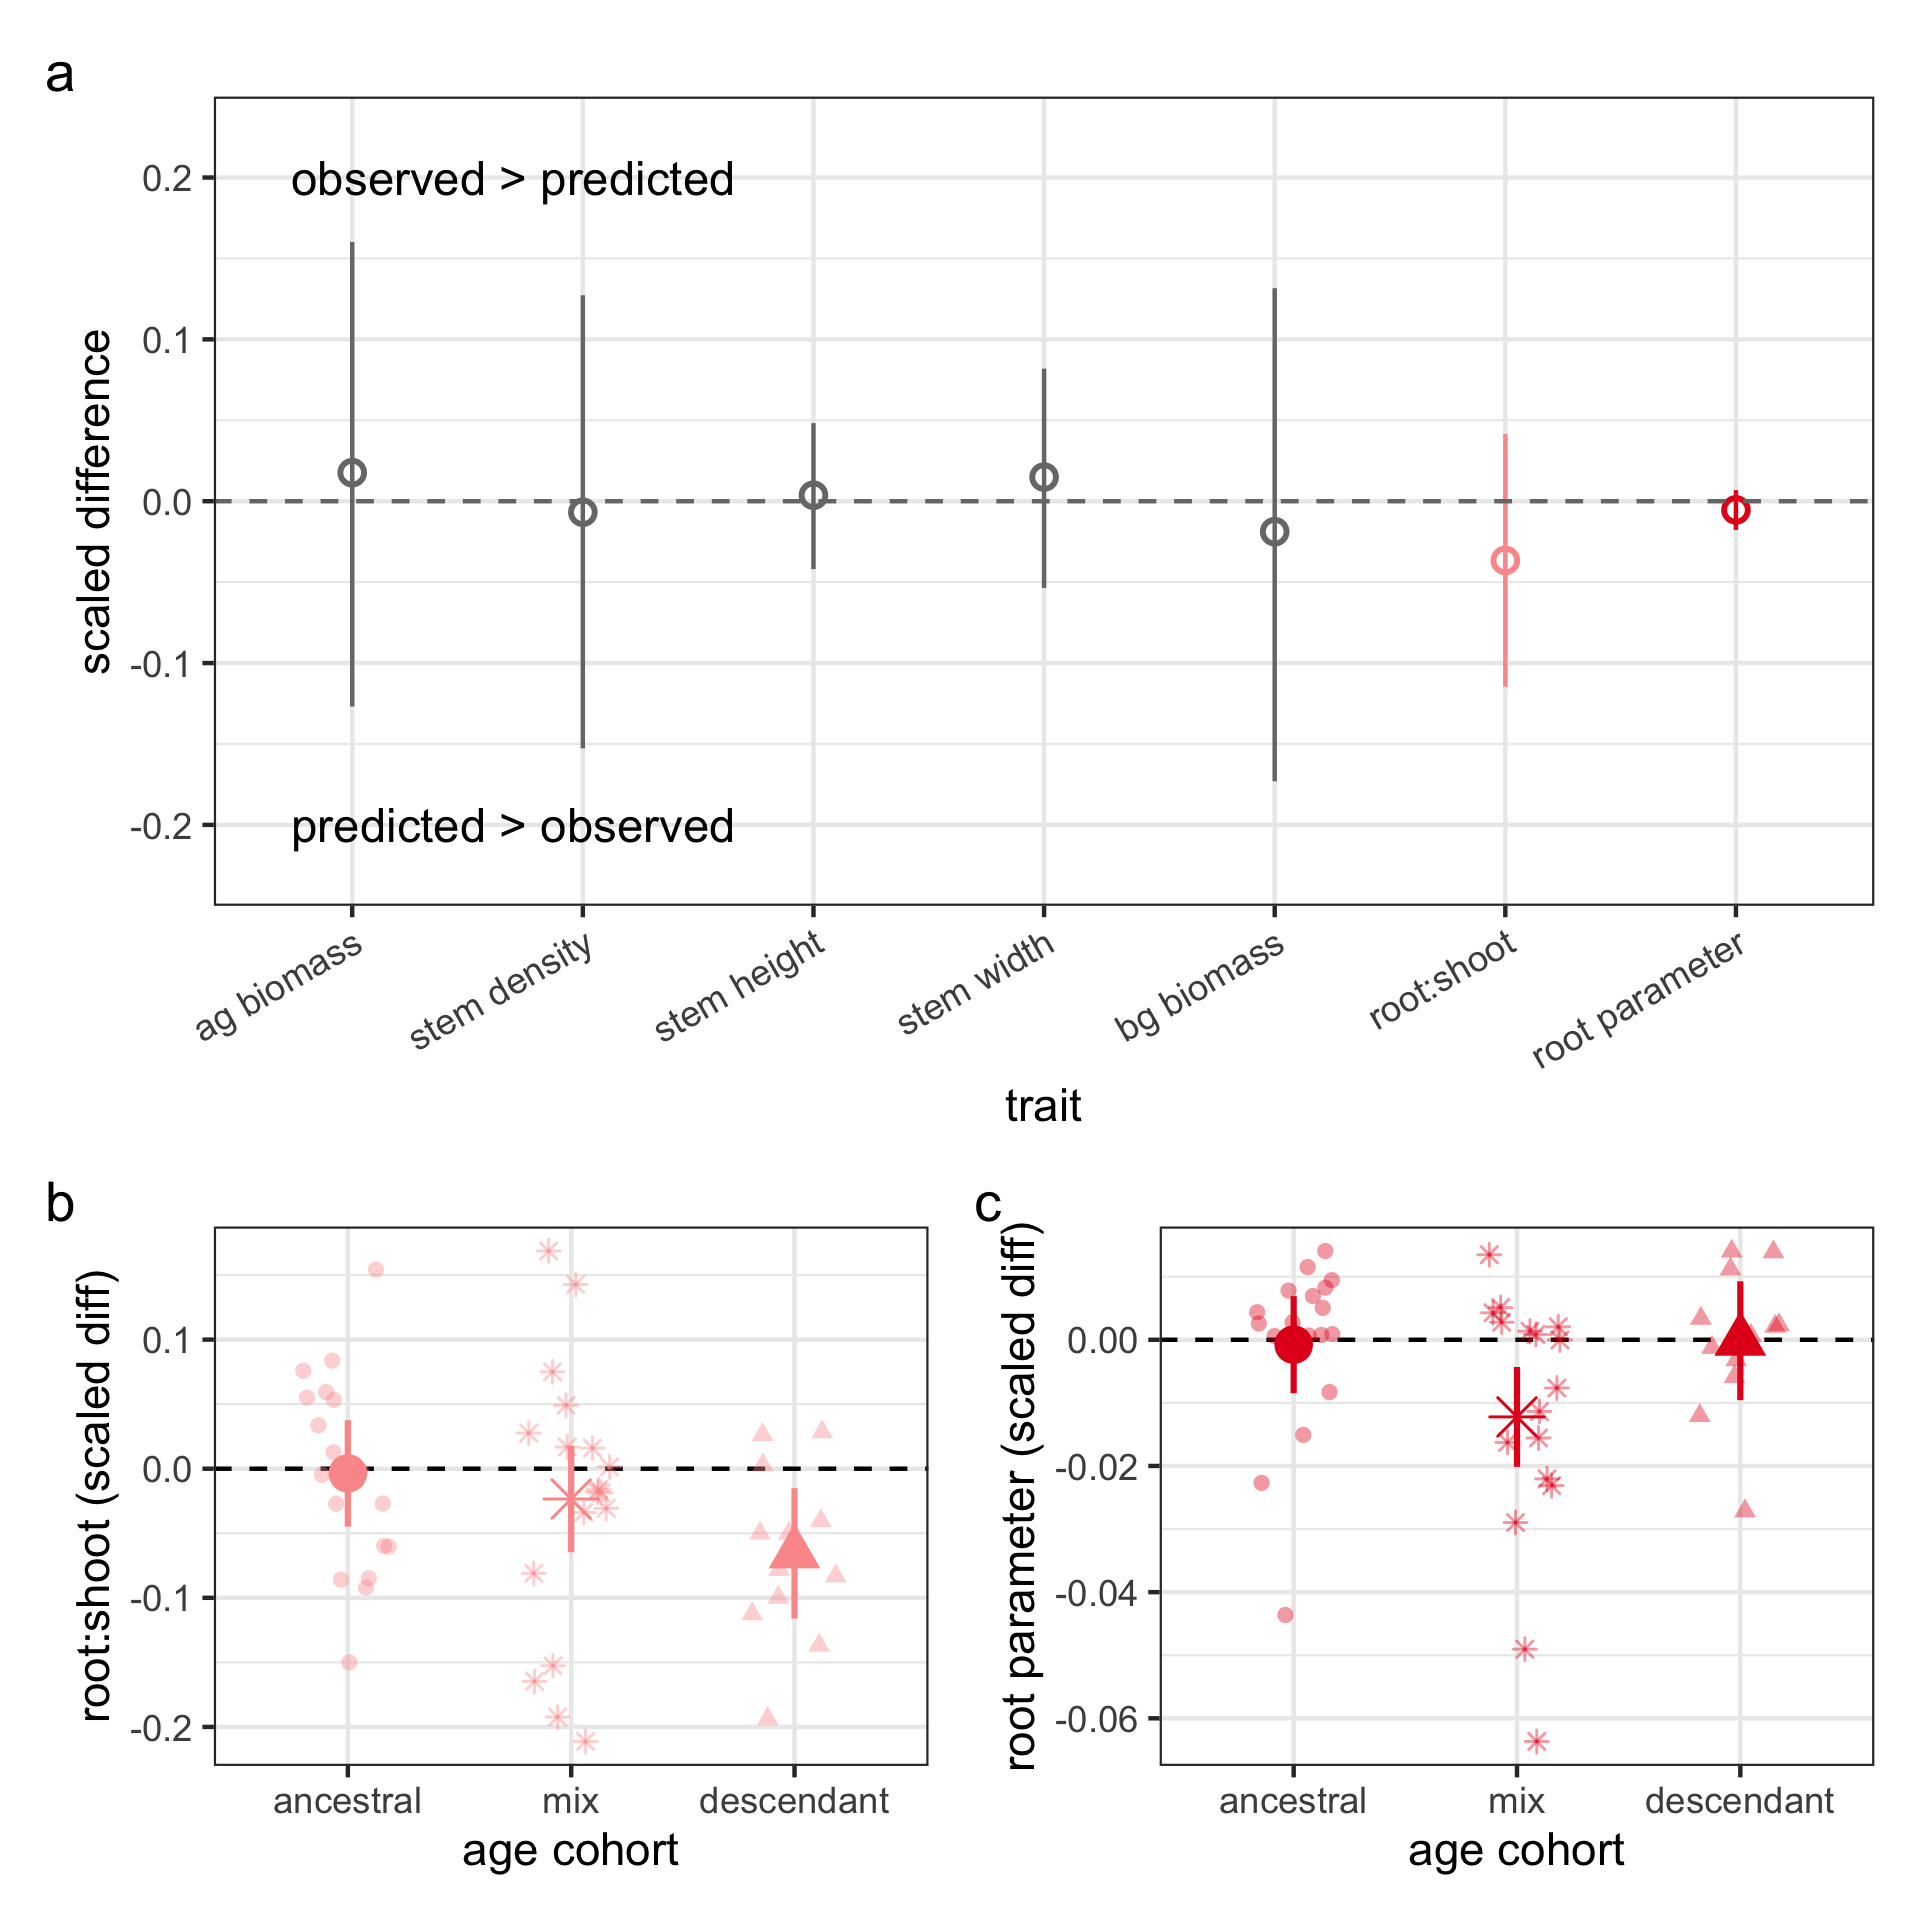 a
scaled difference
0.2
0.1
0.0
-0.1
-0.2
observed > predicted
predicted > observed
ag biomass
stem density
stem height
stem width
bg biomass
root:shoot
root parameter
trait
b
root:shoot (scaled diff)
0.1
0.0
-0.1
-0.2
ancestral
mix
descendant
age cohort
c
root parameter (scaled diff)
0.00
-0.02
-0.04
-0.06
ancestral
mix
descendant
age cohort